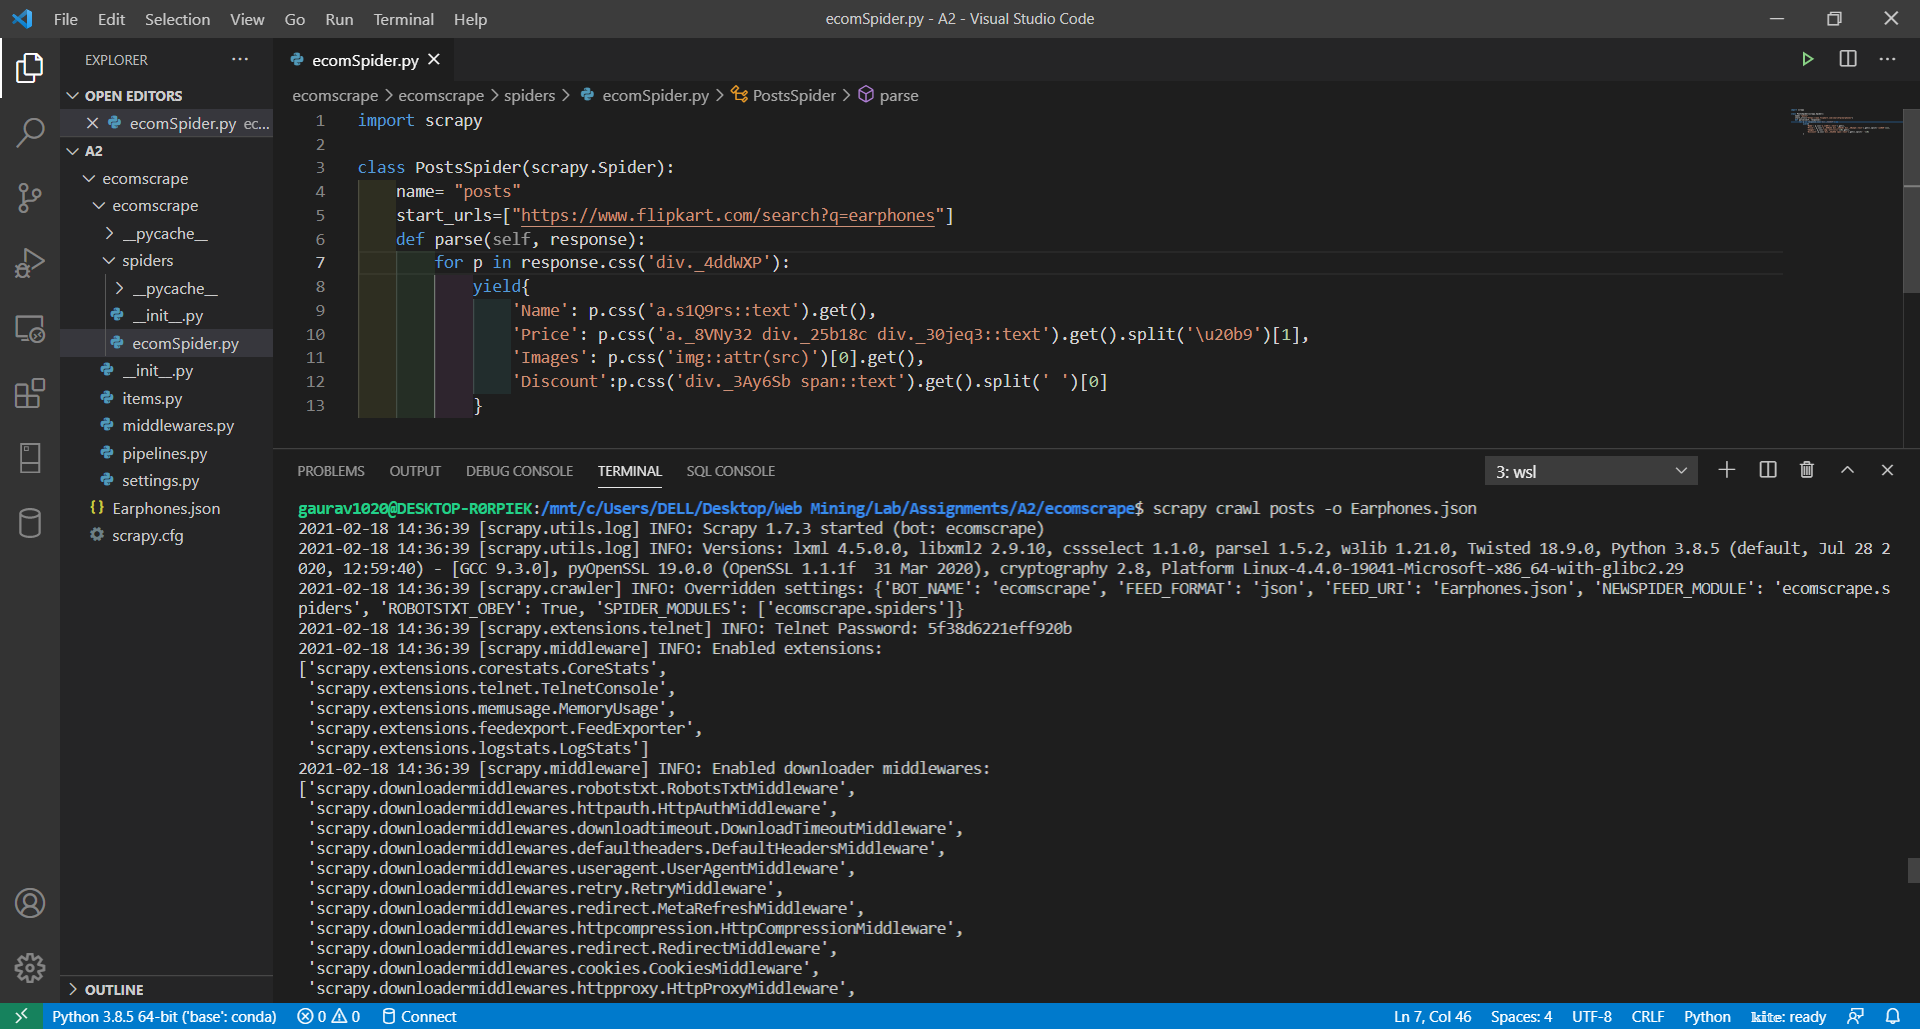 File Edit Selection View Go Run Terminal Help
ecomSpider.py - A2 - Visual Studio Code
EXPLORER
OPEN EDITORS
ecomSpider.py ec...
A2
ecomscrape
ecomscrape
__pycache__
spiders
__pycache__
__init__.py
ecomSpider.py
__init__.py
items.py
middlewares.py
pipelines.py
settings.py
{} Earphones.json
scrapy.cfg
OUTLINE
ecomSpider.py
ecomscrape > ecomscrape > spiders > ecomSpider.py > PostsSpider > parse
1 import scrapy
2
3 class PostsSpider(scrapy.Spider):
4 name= "posts"
5 start_urls=["https://www.flipkart.com/search?q=earphones"]
6 def parse(self, response):
7 for p in response.css('div._4ddWXP'):
8 yield{
9 'Name': p.css('a.s1Q9rs::text').get(),
10 'Price': p.css('a._8VNy32 div._25b18c div._30jeq3::text').get().split('\u20b9')[1],
11 'Images': p.css('img::attr(src)')[0].get(),
12 'Discount':p.css('div._3Ay6Sb span::text').get().split(' ')[0]
13 }
PROBLEMS OUTPUT DEBUG CONSOLE TERMINAL SQL CONSOLE
3: wsl
gaurav1020@DESKTOP-R0RPIEK:/mnt/c/Users/DELL/Desktop/Web Mining/Lab/Assignments/A2/ecomscrape$ scrapy crawl posts -o Earphones.json
2021-02-18 14:36:39 [scrapy.utils.log] INFO: Scrapy 1.7.3 started (bot: ecomscrape)
2021-02-18 14:36:39 [scrapy.utils.log] INFO: Versions: lxml 4.5.0.0, libxml2 2.9.10, cssselect 1.1.0, parsel 1.5.2, w3lib 1.21.0, Twisted 18.9.0, Python 3.8.5 (default, Jul 28 2
020, 12:59:40) - [GCC 9.3.0], pyOpenSSL 19.0.0 (OpenSSL 1.1.1f  31 Mar 2020), cryptography 2.8, Platform Linux-4.4.0-19041-Microsoft-x86_64-with-glibc2.29
2021-02-18 14:36:39 [scrapy.crawler] INFO: Overridden settings: {'BOT_NAME': 'ecomscrape', 'FEED_FORMAT': 'json', 'FEED_URI': 'Earphones.json', 'NEWSPIDER_MODULE': 'ecomscrape.s
piders', 'ROBOTSTXT_OBEY': True, 'SPIDER_MODULES': ['ecomscrape.spiders']}
2021-02-18 14:36:39 [scrapy.extensions.telnet] INFO: Telnet Password: 5f38d6221eff920b
2021-02-18 14:36:39 [scrapy.middleware] INFO: Enabled extensions:
['scrapy.extensions.corestats.CoreStats',
'scrapy.extensions.telnet.TelnetConsole',
'scrapy.extensions.memusage.MemoryUsage',
'scrapy.extensions.feedexport.FeedExporter',
'scrapy.extensions.logstats.LogStats']
2021-02-18 14:36:39 [scrapy.middleware] INFO: Enabled downloader middlewares:
['scrapy.downloadermiddlewares.robotstxt.RobotsTxtMiddleware',
'scrapy.downloadermiddlewares.httpauth.HttpAuthMiddleware',
'scrapy.downloadermiddlewares.downloadtimeout.DownloadTimeoutMiddleware',
'scrapy.downloadermiddlewares.defaultheaders.DefaultHeadersMiddleware',
'scrapy.downloadermiddlewares.useragent.UserAgentMiddleware',
'scrapy.downloadermiddlewares.retry.RetryMiddleware',
'scrapy.downloadermiddlewares.redirect.MetaRefreshMiddleware',
'scrapy.downloadermiddlewares.httpcompression.HttpCompressionMiddleware',
'scrapy.downloadermiddlewares.redirect.RedirectMiddleware',
'scrapy.downloadermiddlewares.cookies.CookiesMiddleware',
'scrapy.downloadermiddlewares.httpproxy.HttpProxyMiddleware',
Python 3.8.5 64-bit ('base': conda) 0 0 Connect Ln 7, Col 46 Spaces: 4 UTF-8 CRLF Python kite: ready